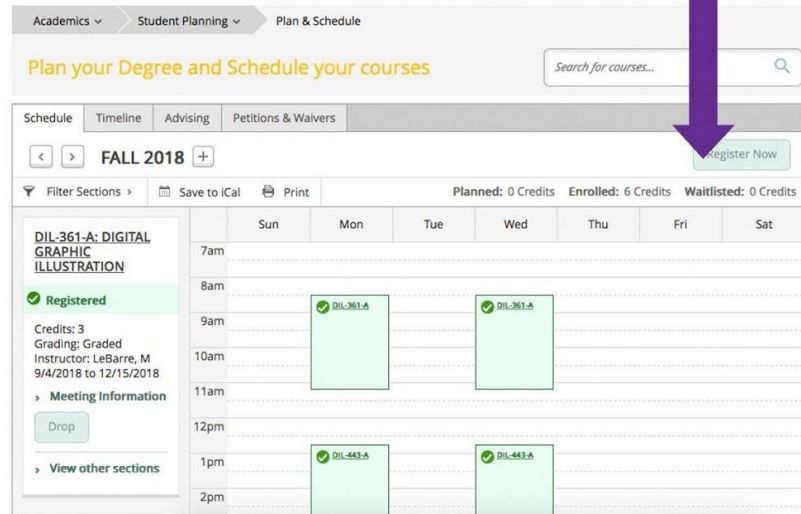 Academics Student Planning Plan & Schedule
Plan your Degree and Schedule your courses
Search for courses...
Schedule Timeline Advising Petitions & Waivers
< > FALL 2018 +
Register Now
Filter Sections > Save to iCal Print Planned: 0 Credits Enrolled: 6 Credits Waitlisted: 0 Credits
Sun Mon Tue Wed Thu Fri Sat
DIL-361-A: DIGITAL
GRAPHIC
ILLUSTRATION
Registered
Credits: 3
Grading: Graded
Instructor: LeBarre, M
9/4/2018 to 12/15/2018
> Meeting Information
Drop
> View other sections
7am
8am
DIL-361-A DIL-361-A
9am
10am
11am
12pm
DIL-443-A DIL-443-A
1pm
2pm